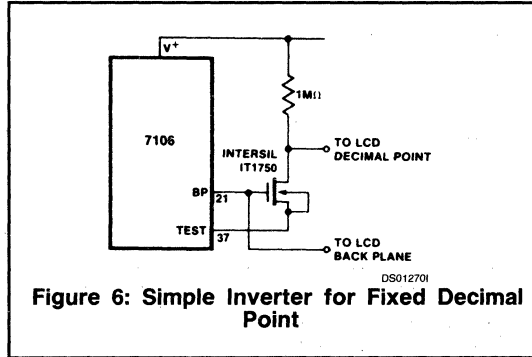 V+
1MΩ
7106
TO LCD
DECIMAL POINT
INTERSIL
IT1750
BP
21
TEST
37
TO LCD
BACK PLANE
DS01270I
Figure 6: Simple Inverter for Fixed Decimal
Point